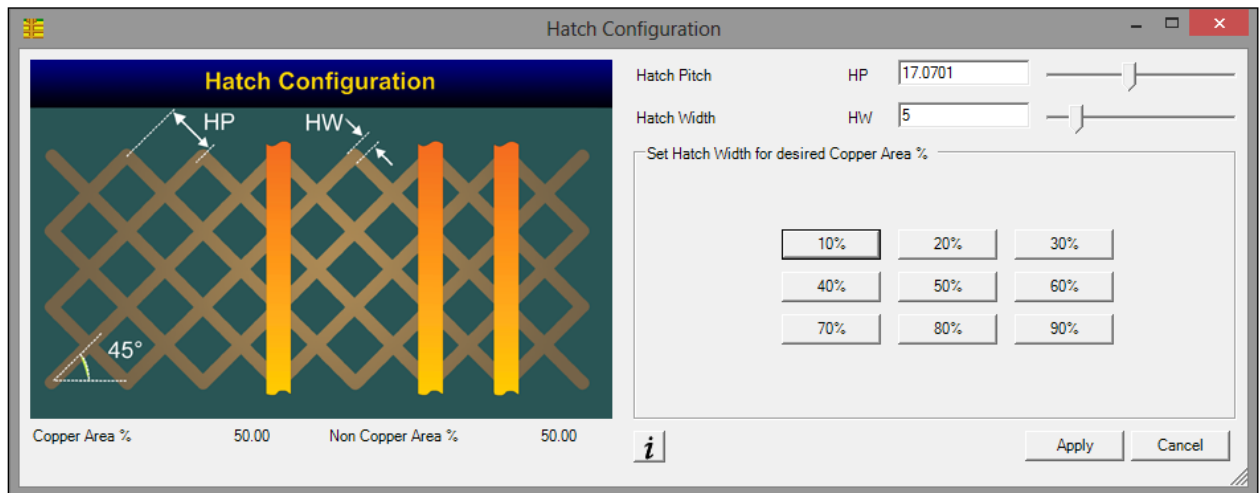 Hatch Configuration
Hatch Configuration
HP
HW
45°
Copper Area % 50.00 Non Copper Area % 50.00
Hatch Pitch HP 17.0701
Hatch Width HW 5
Set Hatch Width for desired Copper Area %
10% 20% 30%
40% 50% 60%
70% 80% 90%
i
Apply Cancel